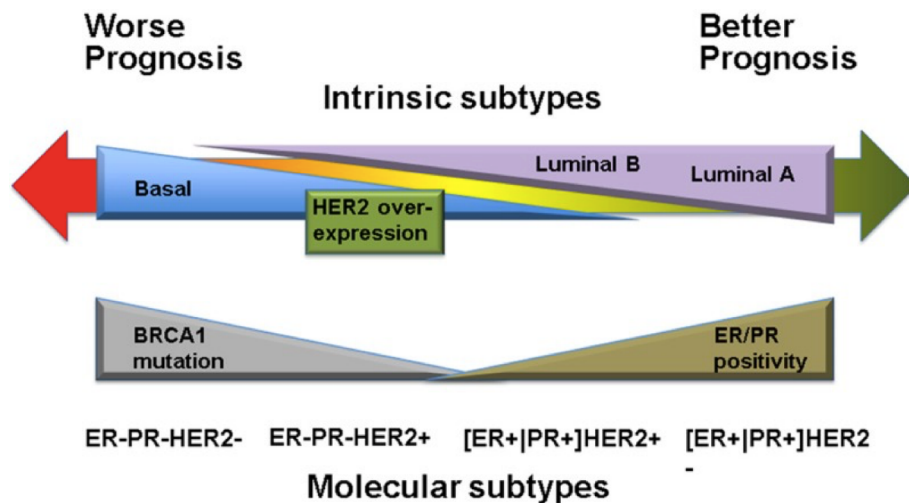 Worse
Prognosis
Better
Prognosis
Intrinsic subtypes
Basal
HER2 over-
expression
Luminal B
Luminal A
BRCA1
mutation
ER/PR
positivity
ER-PR-HER2-
ER-PR-HER2+
[ER+|PR+]HER2+
[ER+|PR+]HER2
-
Molecular subtypes